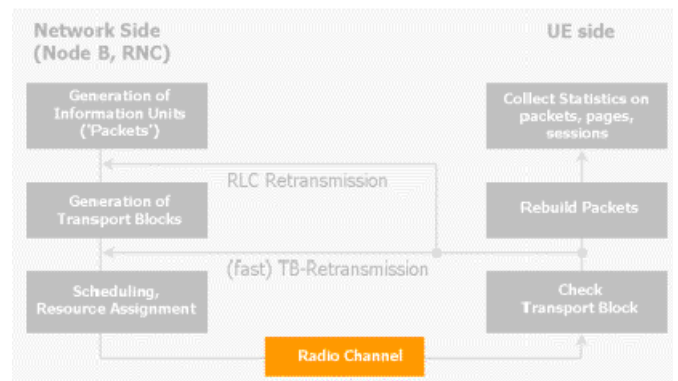 Network Side
(Node B, RNC)
UE side
Generation of
Information Units
('Packets')
Collect Statistics on
packets, pages,
sessions
RLC Retransmission
Generation of
Transport Blocks
Rebuild Packets
(fast) TB-Retransmission
Scheduling,
Resource Assignment
Check
Transport Block
Radio Channel